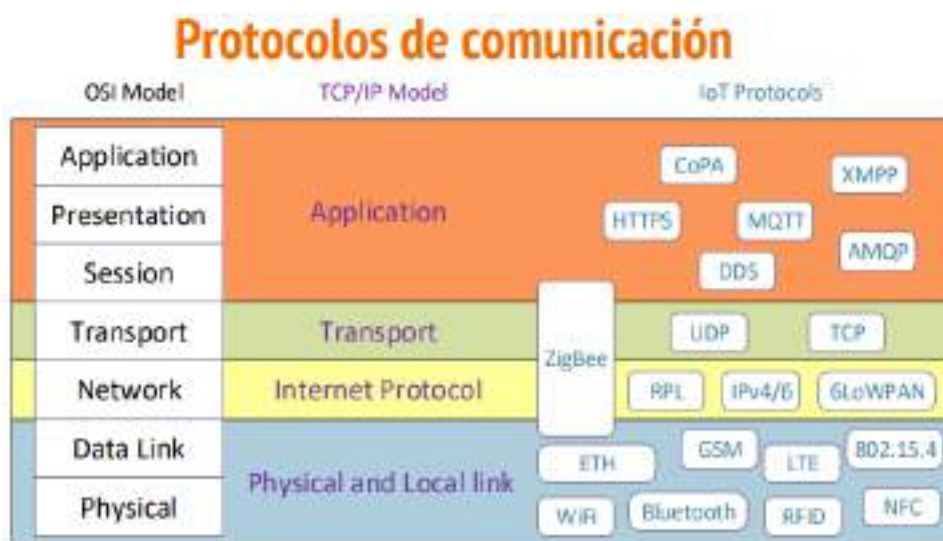 Protocolos de comunicación
OSI Model TCP/IP Model IoT Protocols
Application
Presentation
Session
Transport
Network
Data Link
Physical
Application
Transport
Internet Protocol
Physical and Local link
CoPA
XMPP
HTTPS
MQTT
AMQP
DDS
ZigBee
UDP
TCP
RPL
IPv4/6
6LoWPAN
ETH
GSM
LTE
802.15.4
WiFi
Bluetooth
RFID
NFC